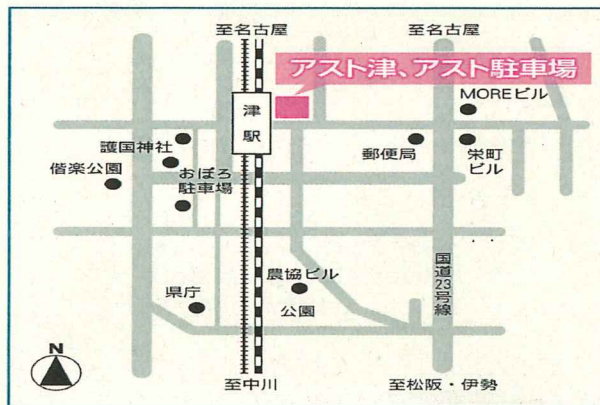 至名古屋
至名古屋
アスト津、アスト駐車場
MOREビル
津駅
護国神社
郵便局
栄町
ビル
偕楽公園
おぼろ
駐車場
国道23号線
農協ビル
県庁
公園
N
至中川
至松阪・伊勢